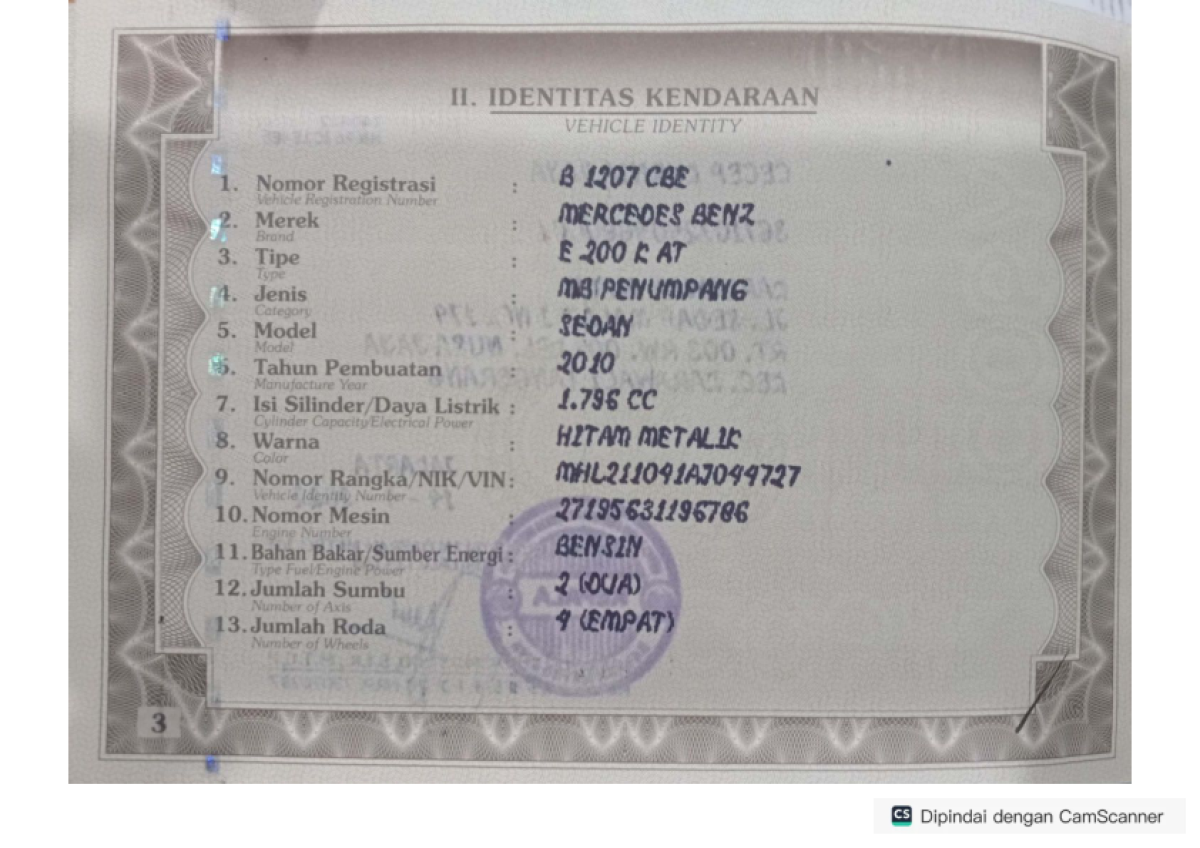 II. IDENTITAS KENDARAAN
VEHICLE IDENTITY
1. Nomor Registrasi : B 1207 CBE
Vehicle Registration Number
2. Merek : MERCEDES BENZ
Brand
3. Tipe : E 200 K AT
Type
4. Jenis : MB PENUMPANG
Category
5. Model : SEDAN
Model
6. Tahun Pembuatan : 2010
Manufacture Year
7. Isi Silinder/Daya Listrik : 1.796 CC
Cylinder Capacity/Electrical Power
8. Warna : HITAM METALIK
Color
9. Nomor Rangka/NIK/VIN : MHL211041AJ044727
Vehicle Identity Number
10. Nomor Mesin : 27195631196786
Engine Number
11. Bahan Bakar/Sumber Energi : BENSIN
Type Fuel/Engine Power
12. Jumlah Sumbu : 2 (DUA)
Number of Axis
13. Jumlah Roda : 4 (EMPAT)
Number of Wheels
3
CS Dipindai dengan CamScanner